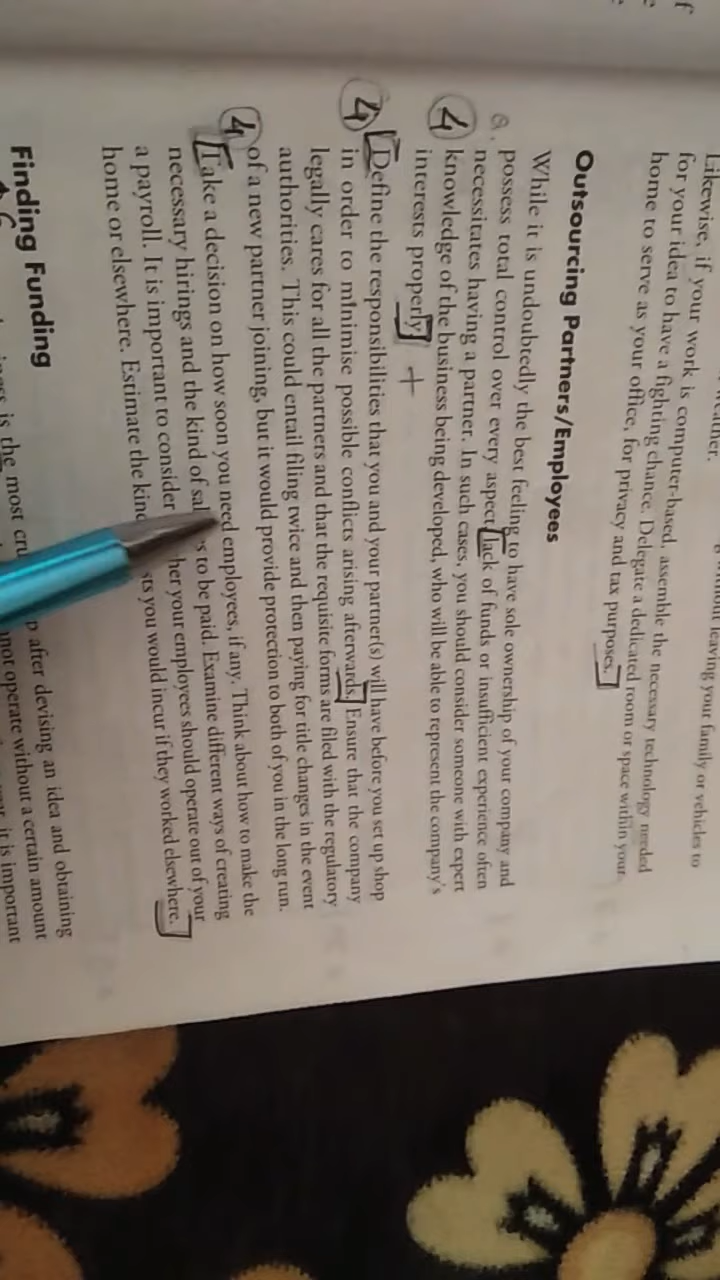 Likewise, if your work is computer-based, assemble the necessary technology needed
for your idea to have a fighting chance. Delegate a dedicated room or space within your
home to serve as your office, for privacy and tax purposes.
Outsourcing Partners/Employees
While it is undoubtedly the best feeling to have sole ownership of your company and
possess total control over every aspect, lack of funds or insufficient experience often
necessitates having a partner. In such cases, you should consider someone with expert
4 knowledge of the business being developed, who will be able to represent the company's
interests properly. +
Define the responsibilities that you and your partner(s) will have before you set up shop
4 in order to minimise possible conflicts arising afterwards. Ensure that the company
legally cares for all the partners and that the requisite forms are filed with the regulatory
authorities. This could entail filing twice and then paying for title changes in the event
4 of a new partner joining, but it would provide protection to both of you in the long run.
Take a decision on how soon you need employees, if any. Think about how to make the
necessary hirings and the kind of to be paid. Examine different ways of creating
a payroll. It is important to consider your employees should operate out of your
home or elsewhere. Estimate the you would incur if they worked elsewhere.
Finding Funding
is the most after devising an idea and obtaining
operate without a certain amount
it is important